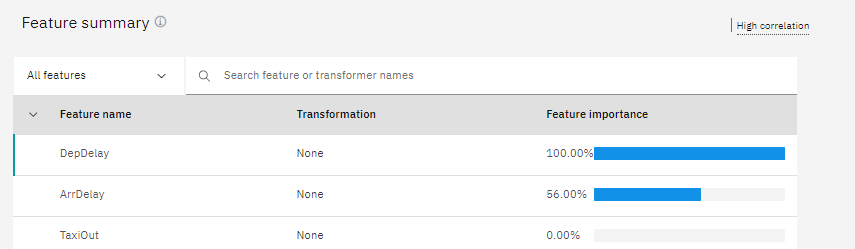 Feature summary
High correlation
All features
Search feature or transformer names
Feature name Transformation Feature importance
DepDelay None 100.00%
ArrDelay None 56.00%
TaxiOut None 0.00%